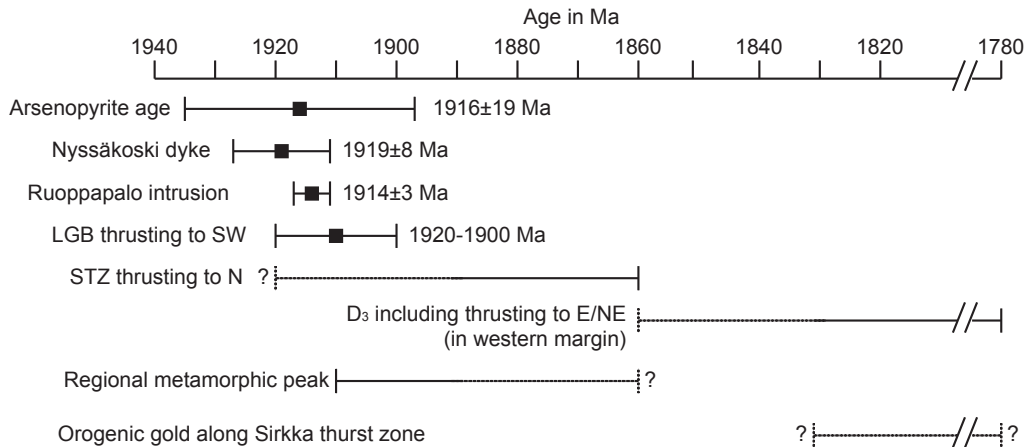 Age in Ma
1940 1920 1900 1880 1860 1840 1820 1780
Arsenopyrite age 1916±19 Ma
Nyssäkoski dyke 1919±8 Ma
Ruoppapalo intrusion 1914±3 Ma
LGB thrusting to SW 1920-1900 Ma
STZ thrusting to N ?
D₃ including thrusting to E/NE
(in western margin)
Regional metamorphic peak ?
Orogenic gold along Sirkka thurst zone ? ?